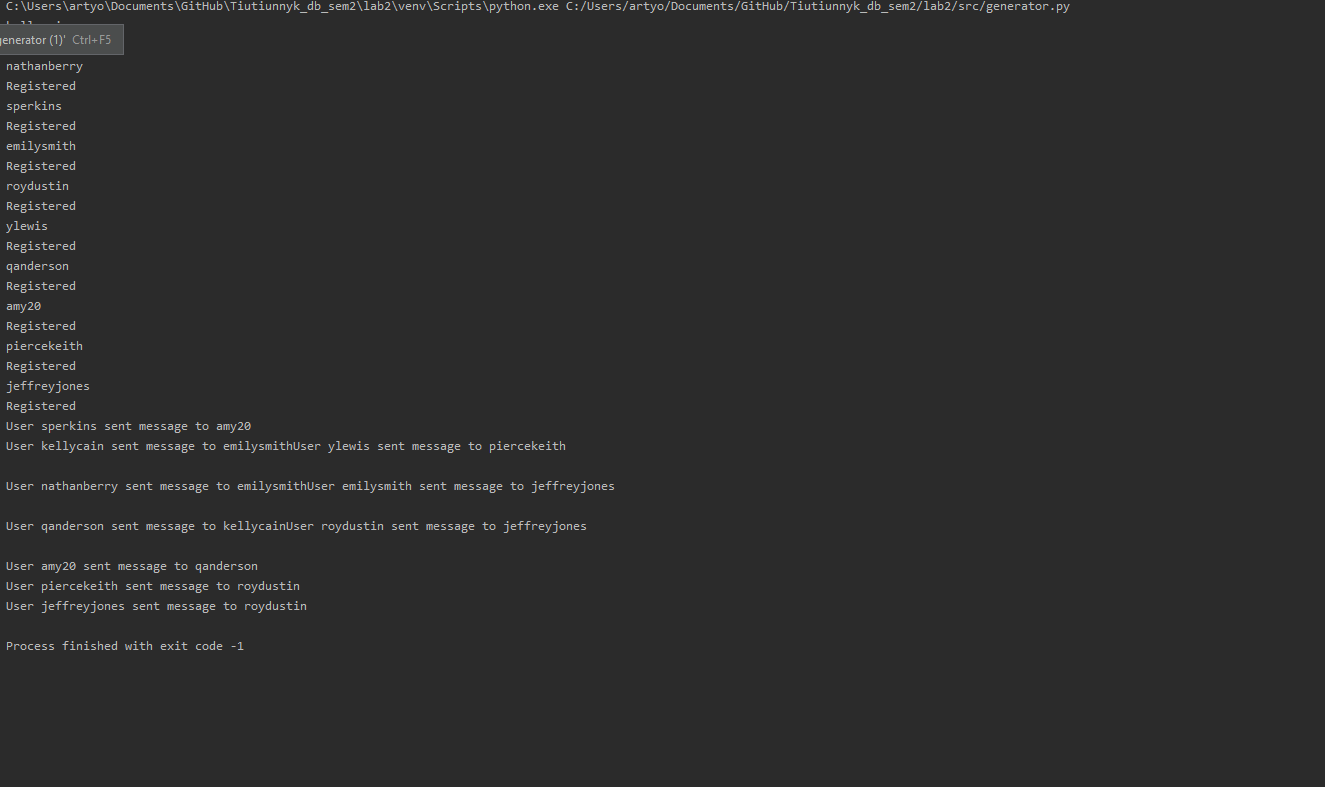 C:\Users\artyo\Documents\GitHub\Tiutiunnyk_db_sem2\lab2\venv\Scripts\python.exe C:/Users/artyo/Documents/GitHub/Tiutiunnyk_db_sem2/lab2/src/generator.py
generator (1)' Ctrl+F5
nathanberry
Registered
sperkins
Registered
emilysmith
Registered
roydustin
Registered
ylewis
Registered
qanderson
Registered
amy20
Registered
piercekeith
Registered
jeffreyjones
Registered
User sperkins sent message to amy20
User kellycain sent message to emilysmithUser ylewis sent message to piercekeith
User nathanberry sent message to emilysmithUser emilysmith sent message to jeffreyjones
User qanderson sent message to kellycainUser roydustin sent message to jeffreyjones
User amy20 sent message to qanderson
User piercekeith sent message to roydustin
User jeffreyjones sent message to roydustin
Process finished with exit code -1